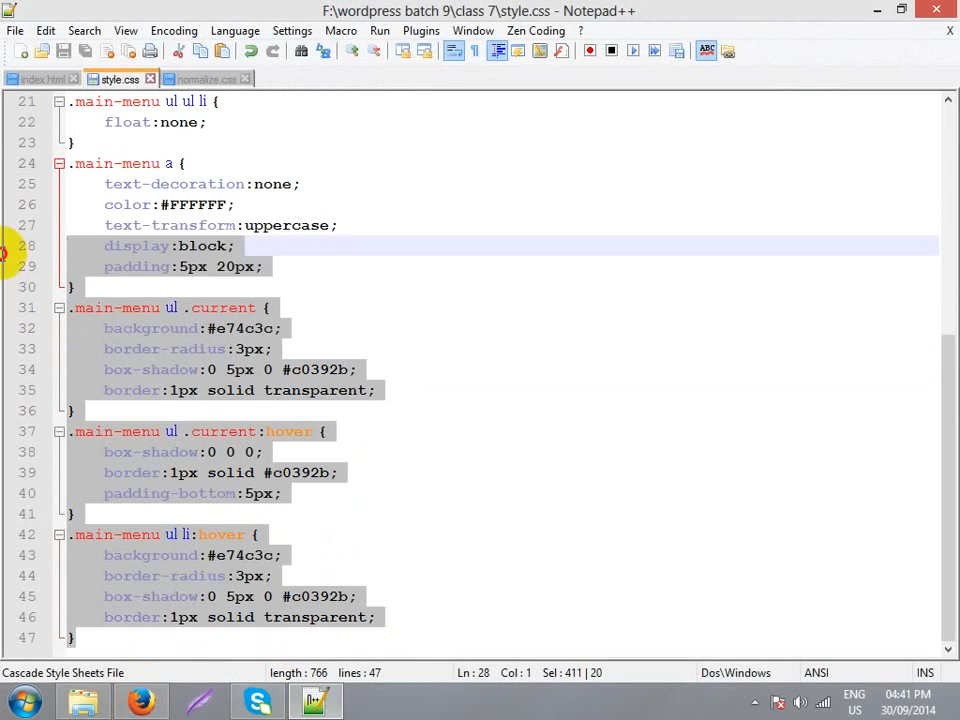 F:\wordpress batch 9\class 7\style.css - Notepad++
File Edit Search View Encoding Language Settings Macro Run Plugins Window Zen Coding ? X
index.html style.css normalize.css
21 .main-menu ul ul li {
22 float:none;
23 }
24 .main-menu a {
25 text-decoration:none;
26 color:#FFFFFF;
27 text-transform:uppercase;
28 display:block;
29 padding:5px 20px;
30 }
31 .main-menu ul .current {
32 background:#e74c3c;
33 border-radius:3px;
34 box-shadow:0 5px 0 #c0392b;
35 border:1px solid transparent;
36 }
37 .main-menu ul .current:hover {
38 box-shadow:0 0 0;
39 border:1px solid #c0392b;
40 padding-bottom:5px;
41 }
42 .main-menu ul li:hover {
43 background:#e74c3c;
44 border-radius:3px;
45 box-shadow:0 5px 0 #c0392b;
46 border:1px solid transparent;
47 }
Cascade Style Sheets File length : 766 lines : 47 Ln : 28 Col : 1 Sel : 411 | 20 Dos\Windows ANSI INS
ENG 04:41 PM
US 30/09/2014